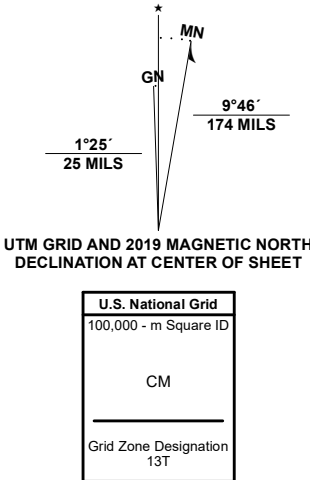 ★
MN
GN
9°46´
174 MILS
1°25´
25 MILS
UTM GRID AND 2019 MAGNETIC NORTH
DECLINATION AT CENTER OF SHEET
U.S. National Grid
100,000 - m Square ID
CM
Grid Zone Designation
13T